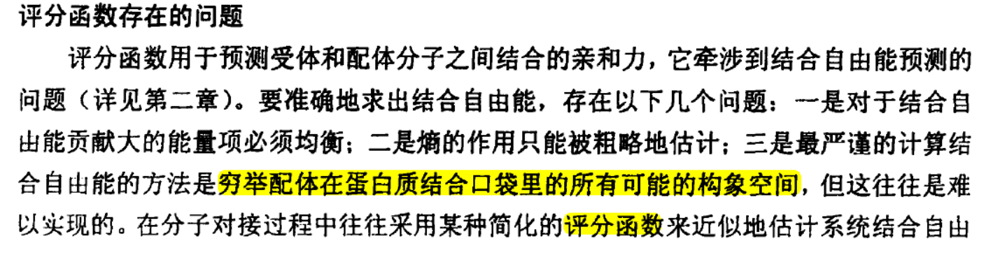 评分函数存在的问题
评分函数用于预测受体和配体分子之间结合的亲和力，它牵涉到结合自由能预测的
问题（详见第二章）。要准确地求出结合自由能，存在以下几个问题：一是对于结合自
由能贡献大的能量项必须均衡；二是熵的作用只能被粗略地估计；三是最严谨的计算结
合自由能的方法是穷举配体在蛋白质结合口袋里的所有可能的构象空间，但这往往是难
以实现的。在分子对接过程中往往采用某种简化的评分函数来近似地估计系统结合自由